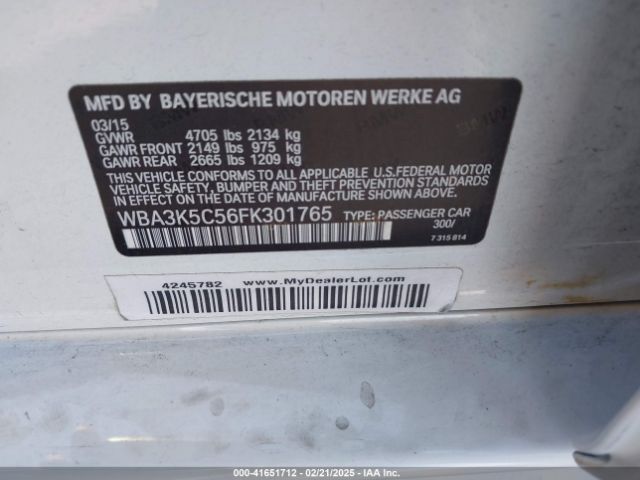 MFD BY BAYERISCHE MOTOREN WERKE AG
03/15
GVWR 4705 lbs 2134 kg
GAWR FRONT 2149 lbs 975 kg
GAWR REAR 2665 lbs 1209 kg
THIS VEHICLE CONFORMS TO ALL APPLICABLE U.S.FEDERAL MOTOR
VEHICLE SAFETY, BUMPER AND THEFT PREVENTION STANDARDS
IN EFFECT ON THE DATE OF MANUFACTURE SHOWN ABOVE.
WBA3K5C56FK301765 TYPE: PASSENGER CAR
300/
7 315 814
4245782 www.MyDealerLot.com
000-41651712 — 02/21/2025 - IAA Inc.